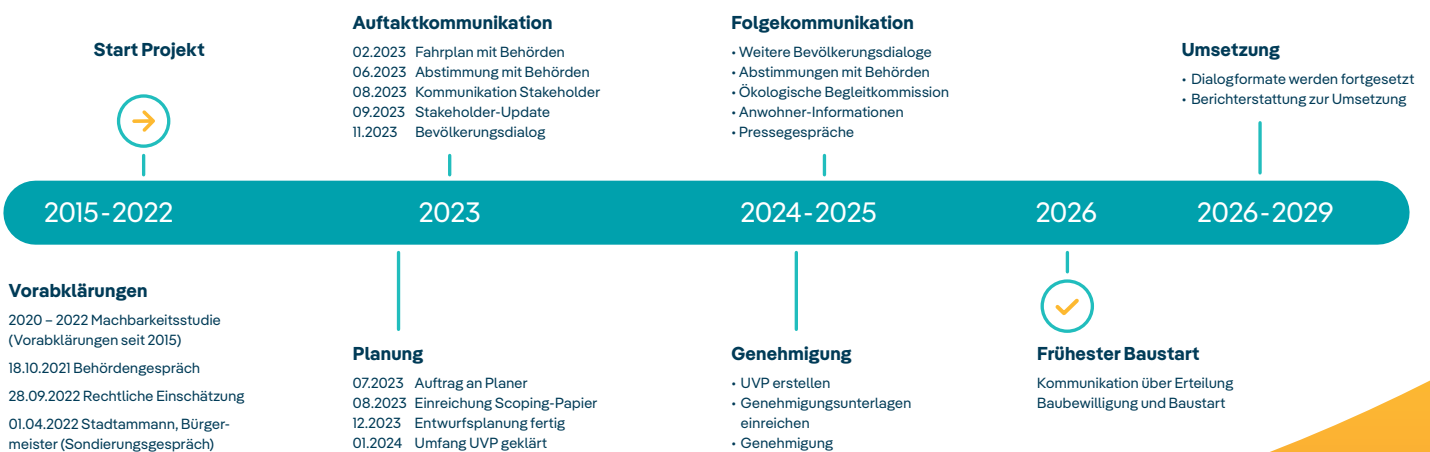 Start Projekt
Auftaktkommunikation
02.2023 Fahrplan mit Behörden
06.2023 Abstimmung mit Behörden
08.2023 Kommunikation Stakeholder
09.2023 Stakeholder-Update
11.2023 Bevölkerungsdialog
Folgekommunikation
• Weitere Bevölkerungsdialoge
• Abstimmungen mit Behörden
• Ökologische Begleitkommission
• Anwohner-Informationen
• Pressegespräche
Umsetzung
• Dialogformate werden fortgesetzt
• Berichterstattung zur Umsetzung
2015-2022
2023
2024-2025
2026
2026-2029
Vorabklärungen
2020 – 2022 Machbarkeitsstudie
(Vorabklärungen seit 2015)
18.10.2021 Behördengespräch
28.09.2022 Rechtliche Einschätzung
01.04.2022 Stadtammann, Bürger-
meister (Sondierungsgespräch)
Planung
07.2023 Auftrag an Planer
08.2023 Einreichung Scoping-Papier
12.2023 Entwurfsplanung fertig
01.2024 Umfang UVP geklärt
Genehmigung
• UVP erstellen
• Genehmigungsunterlagen
einreichen
• Genehmigung
Frühester Baustart
Kommunikation über Erteilung
Baubewilligung und Baustart